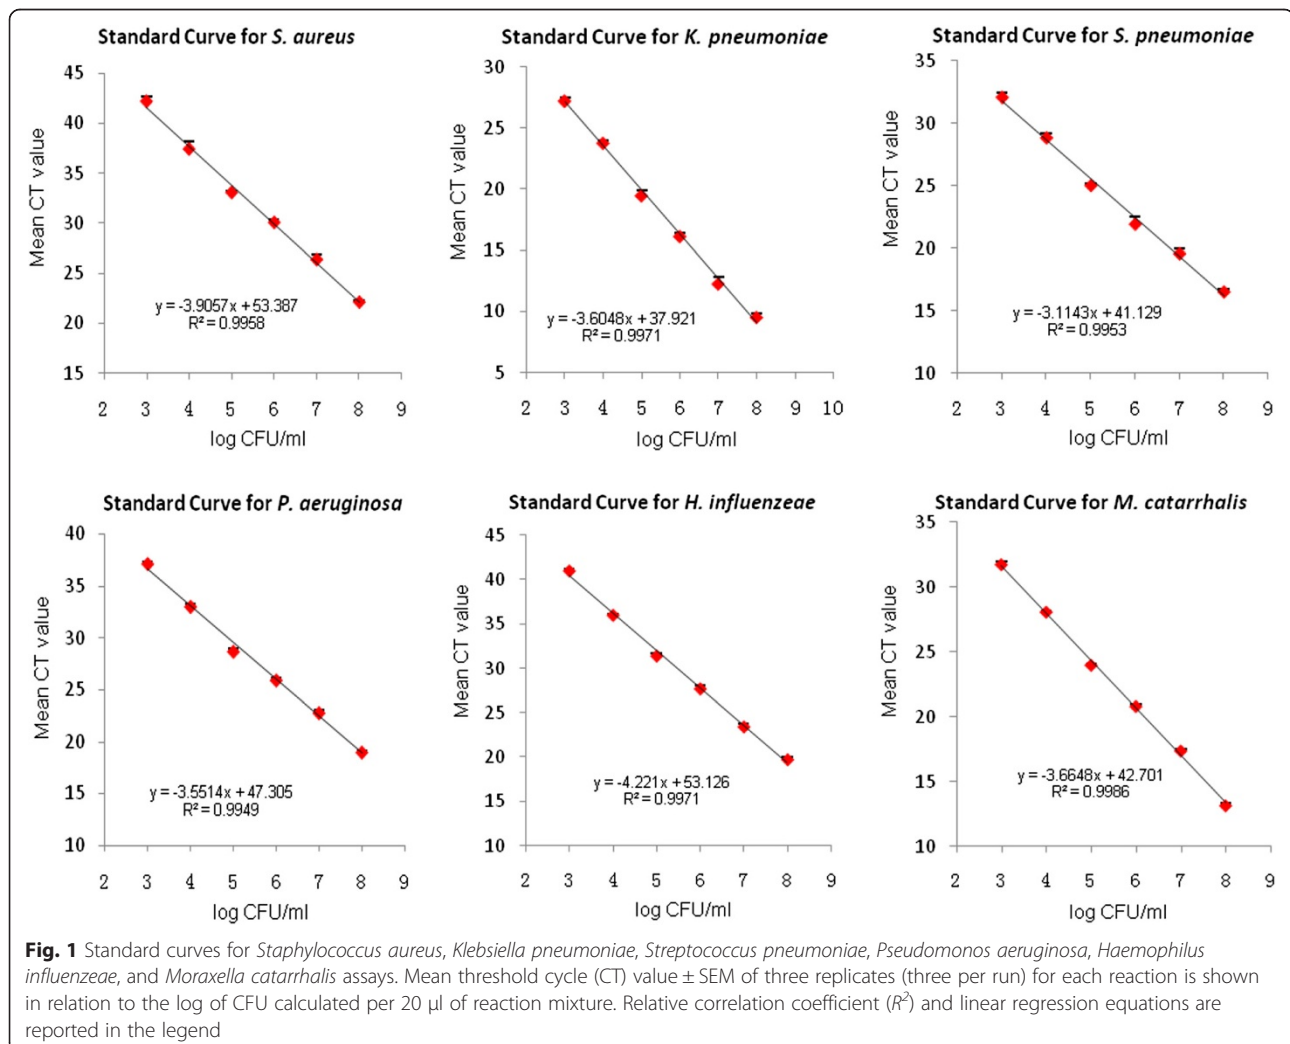 Standard Curve for S. aureus
Mean CT value
45
40
35
30
25
20
15
y = -3.9057x + 53.387
R² = 0.9958
2 3 4 5 6 7 8 9
log CFU/ml
Standard Curve for K. pneumoniae
Mean CT value
30
25
20
15
10
5
y = -3.6048x + 37.921
R² = 0.9971
2 3 4 5 6 7 8 9 10
log CFU/ml
Standard Curve for S. pneumoniae
Mean CT value
35
30
25
20
15
10
y = -3.1143x + 41.129
R² = 0.9953
2 3 4 5 6 7 8 9
log CFU/ml
Standard Curve for P. aeruginosa
Mean CT value
40
35
30
25
20
15
10
y = -3.5514x + 47.305
R² = 0.9949
2 3 4 5 6 7 8 9
log CFU/ml
Standard Curve for H. influenzeae
Mean CT value
45
40
35
30
25
20
15
10
y = -4.221x + 53.126
R² = 0.9971
2 3 4 5 6 7 8 9
log CFU/ml
Standard Curve for M. catarrhalis
Mean CT value
35
30
25
20
15
10
y = -3.6648x + 42.701
R² = 0.9986
2 3 4 5 6 7 8 9
log CFU/ml
Fig. 1 Standard curves for Staphylococcus aureus, Klebsiella pneumoniae, Streptococcus pneumoniae, Pseudomonos aeruginosa, Haemophilus
influenzeae, and Moraxella catarrhalis assays. Mean threshold cycle (CT) value ± SEM of three replicates (three per run) for each reaction is shown
in relation to the log of CFU calculated per 20 μl of reaction mixture. Relative correlation coefficient (R²) and linear regression equations are
reported in the legend